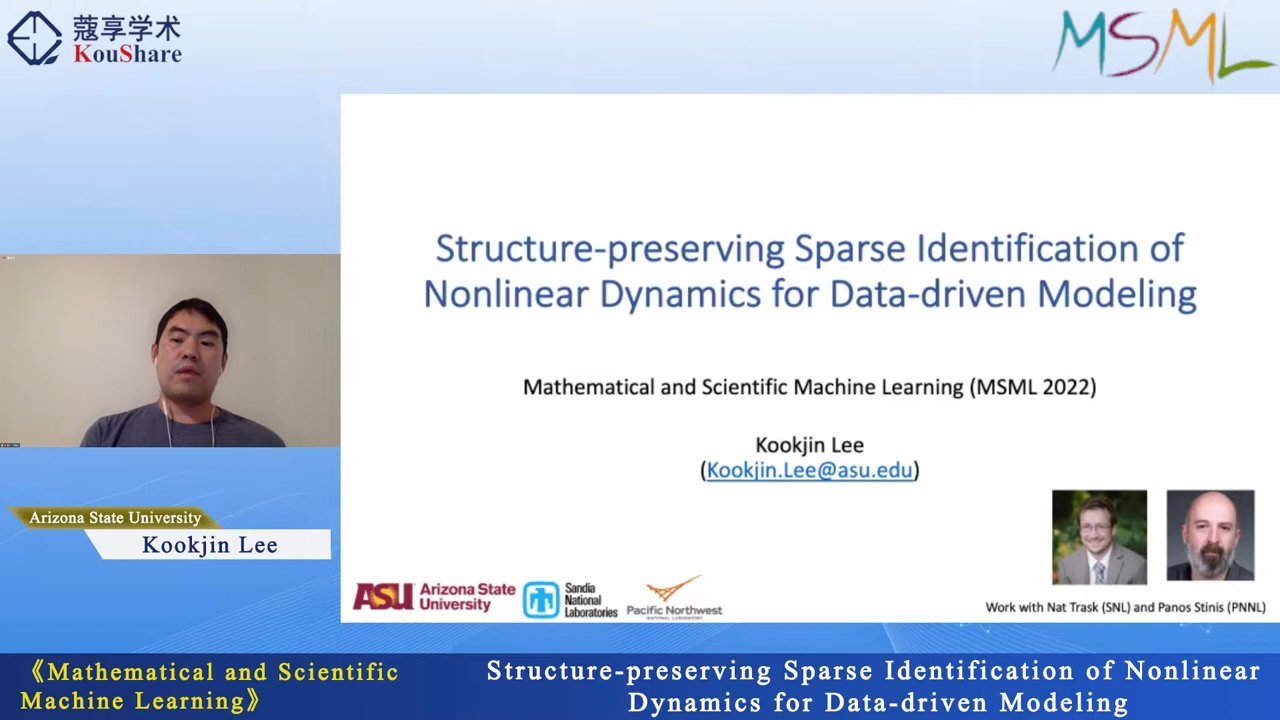 蔻享学术
KouShare
MSML
Structure-preserving Sparse Identification of
Nonlinear Dynamics for Data-driven Modeling
Mathematical and Scientific Machine Learning (MSML 2022)
Kookjin Lee
(Kookjin.Lee@asu.edu)
Arizona State University
Kookjin Lee
ASU Arizona State
University
Sandia
National
Laboratories
Pacific Northwest
NATIONAL LABORATORY
Work with Nat Trask (SNL) and Panos Stinis (PNNL)
《Mathematical and Scientific
Machine Learning》
Structure-preserving Sparse Identification of Nonlinear
Dynamics for Data-driven Modeling